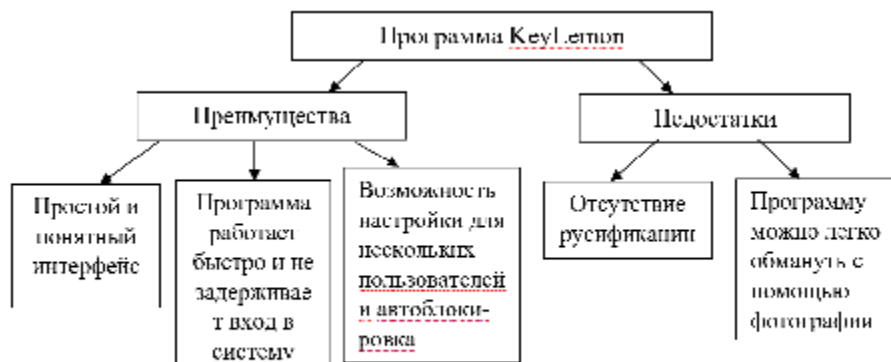 Программа KeyLemon
Преимущества
Недостатки
Простой и
понятный
интерфейс
Программа
работает
быстро и не
задерживае
т вход в
систему
Возможность
настройки для
нескольких
пользователей
и автоблоки-
ровка
Отсутствие
русификации
Программу
можно легко
обмануть с
помощью
фотографии